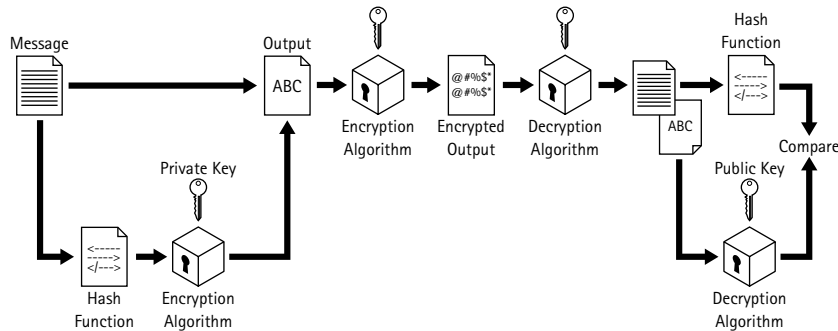 Hash
Function
Message
Output
ABC
@#%$*
@#%$*
<-----
----->
</--->
ABC
Encryption
Algorithm
Encrypted
Output
Decryption
Algorithm
Compare
Private Key
Public Key
<-----
----->
</--->
Hash
Function
Encryption
Algorithm
Decryption
Algorithm